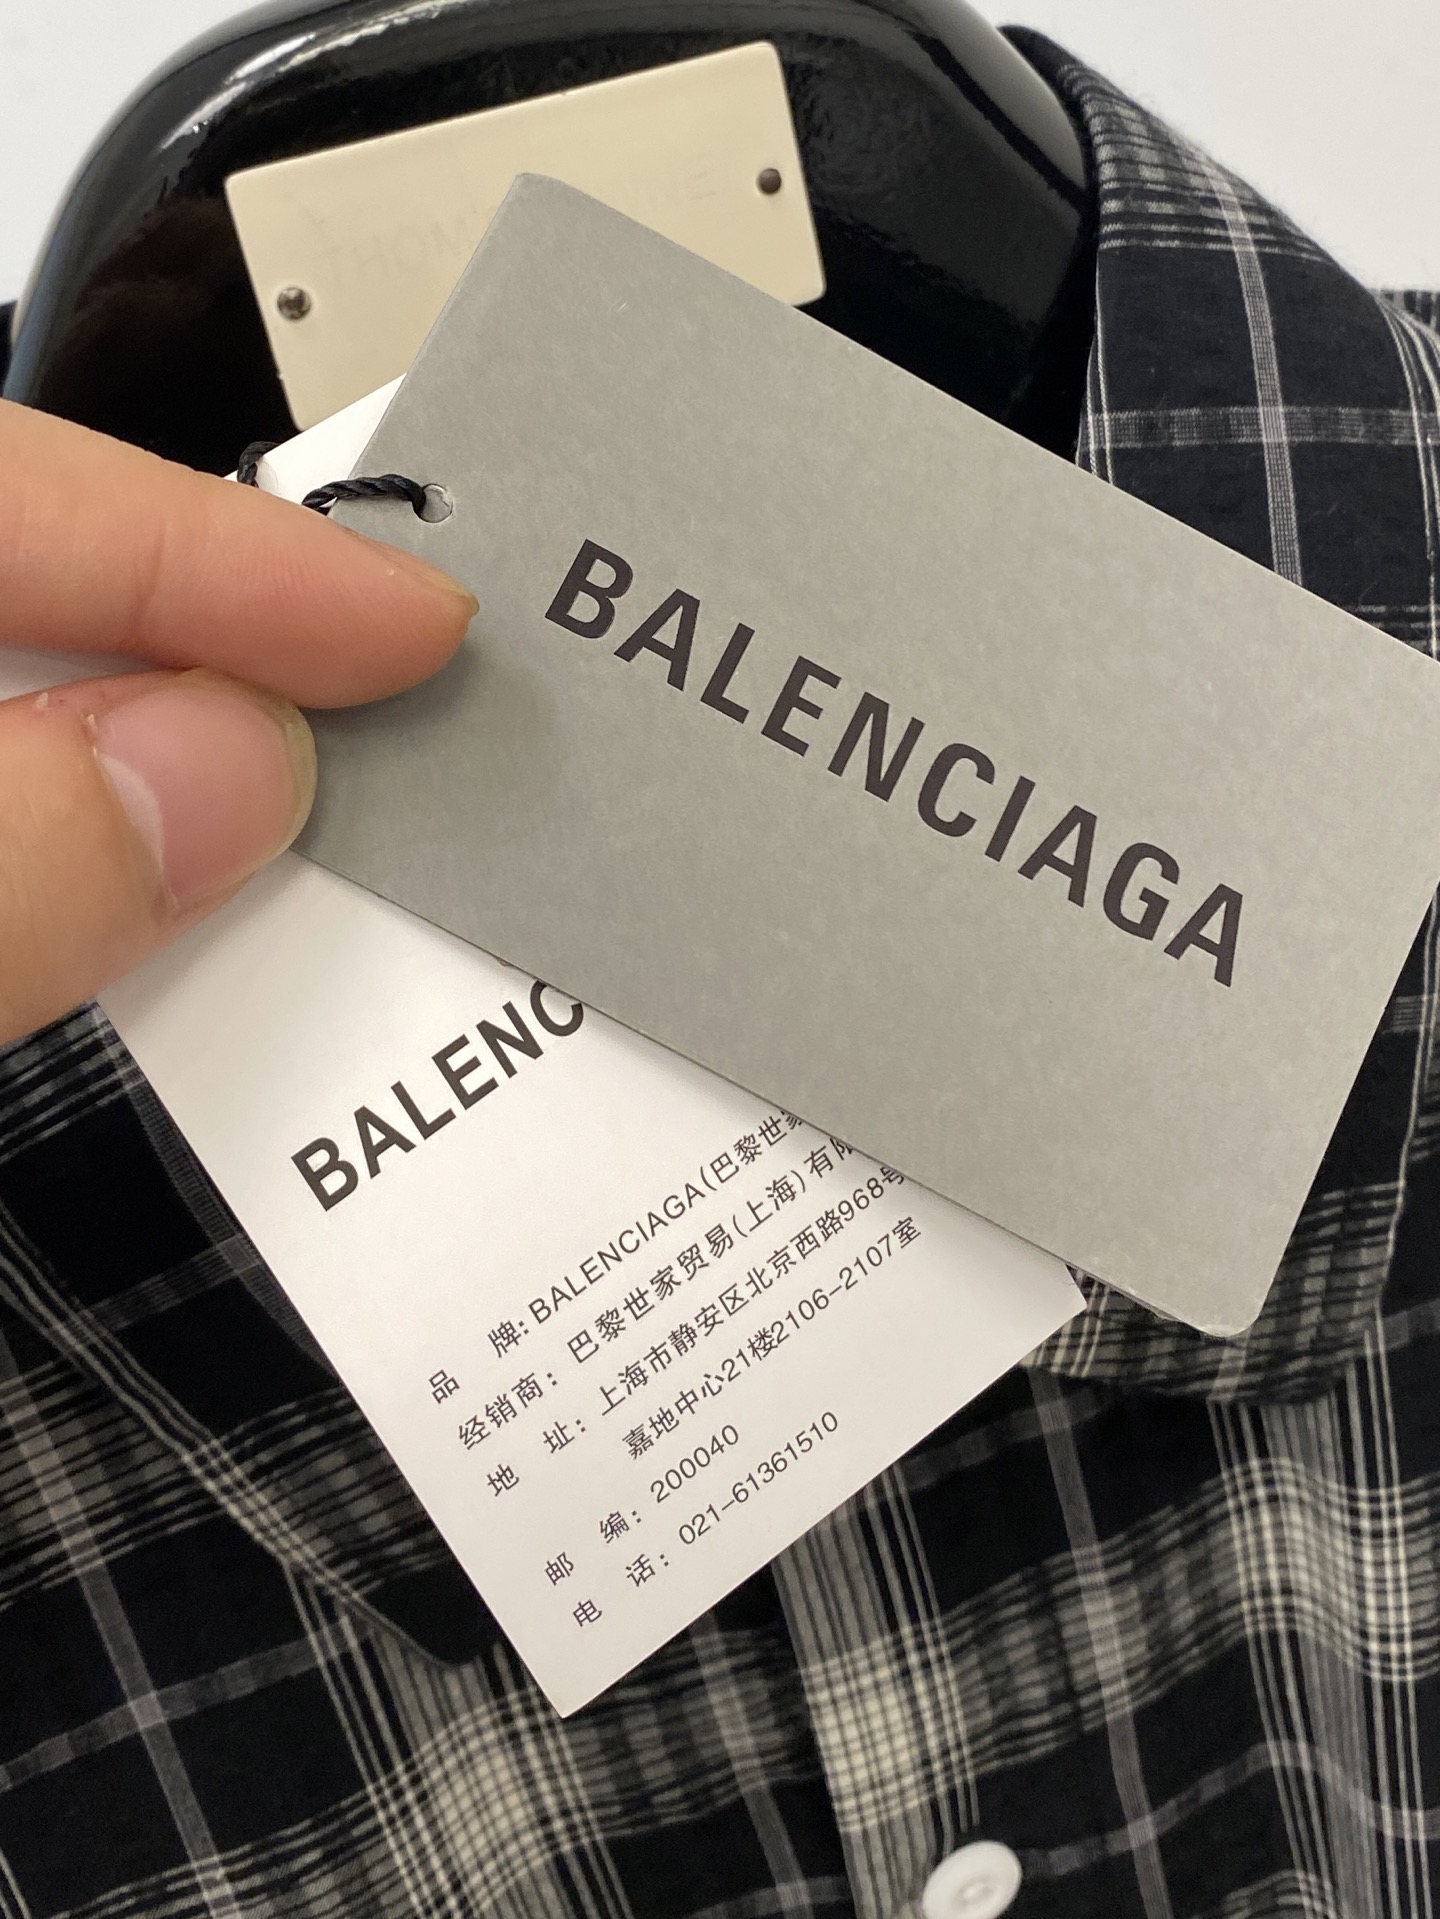 BALENCIAGA
BALENC
品 牌: BALENCIAGA(巴黎世家
经销商: 巴黎世家贸易(上海)有限
地 址: 上海市静安区北京西路968号
嘉地中心21楼2106-2107室
邮 编: 200040
电 话: 021-61361510